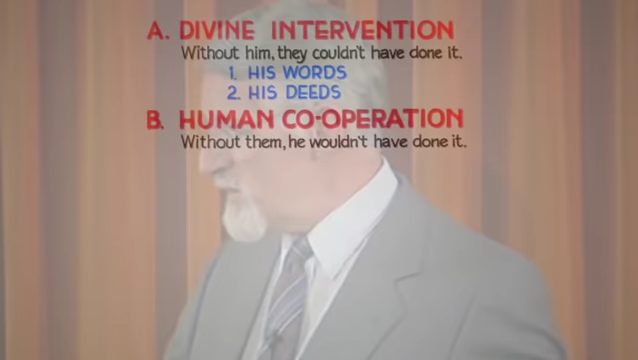 A. DIVINE INTERVENTION
Without him, they couldn't have done it.
1. HIS WORDS
2. HIS DEEDS
B. HUMAN CO-OPERATION
Without them, he wouldn't have done it.